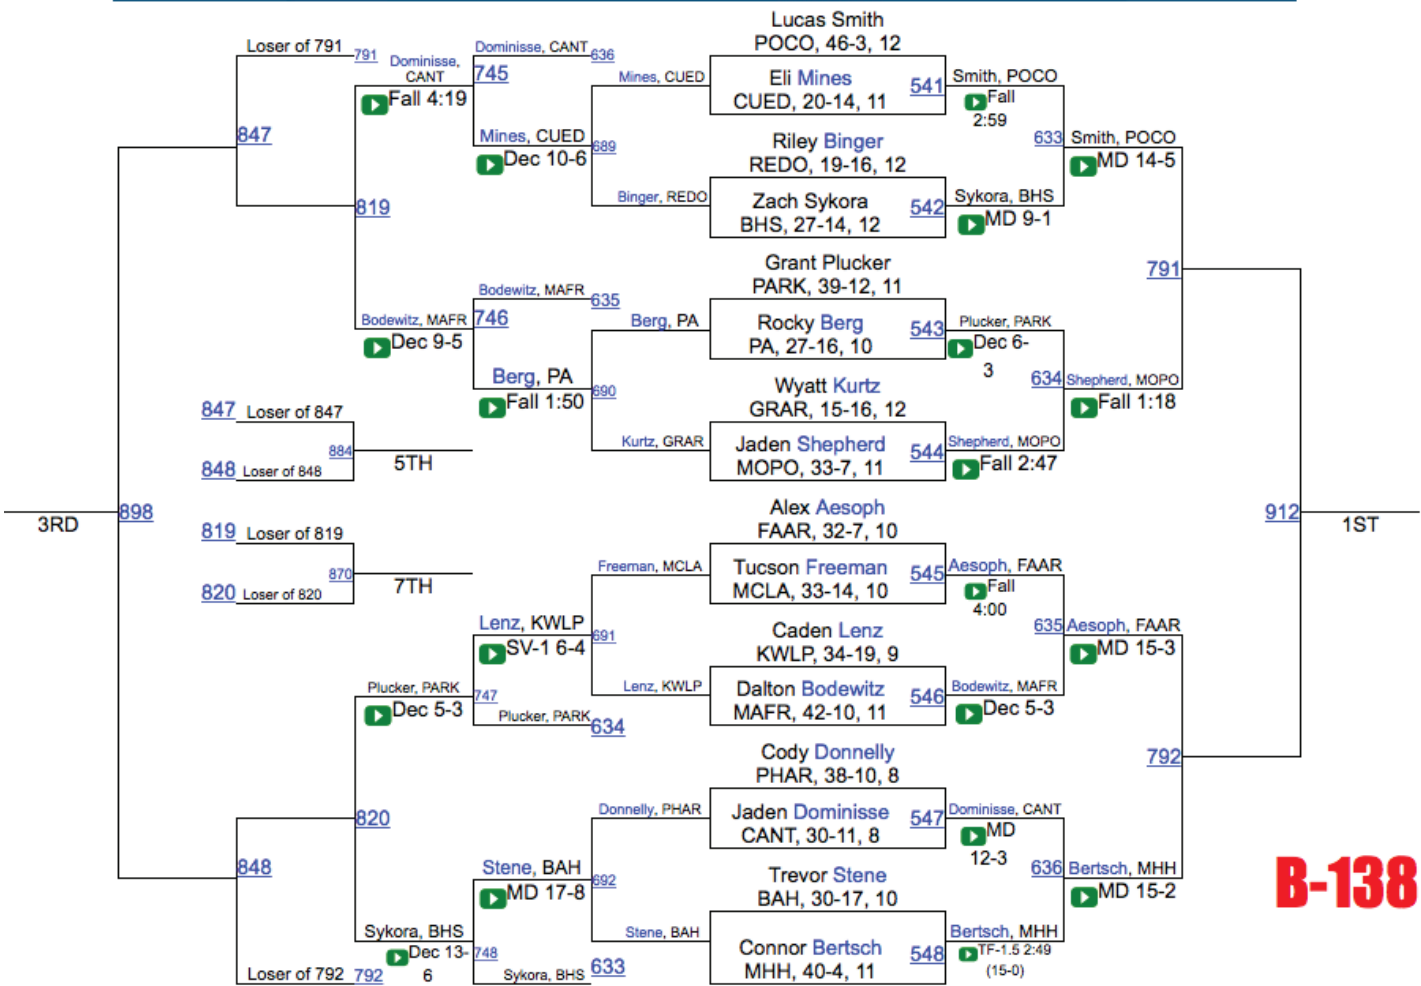 Lucas Smith
POCO, 46-3, 12
541
Eli Mines
CUED, 20-14, 11
Riley Binger
REDO, 19-16, 12
542
Zach Sykora
BHS, 27-14, 12
Grant Plucker
PARK, 39-12, 11
543
Rocky Berg
PA, 27-16, 10
Wyatt Kurtz
GRAR, 15-16, 12
544
Jaden Shepherd
MOPO, 33-7, 11
Alex Aesoph
FAAR, 32-7, 10
545
Tucson Freeman
MCLA, 33-14, 10
Caden Lenz
KWLP, 34-19, 9
546
Dalton Bodewitz
MAFR, 42-10, 11
Cody Donnelly
PHAR, 38-10, 8
547
Jaden Dominisse
CANT, 30-11, 8
Trevor Stene
BAH, 30-17, 10
548
Connor Bertsch
MHH, 40-4, 11
Smith, POCO
Fall
2:59
633
Sykora, BHS
MD 9-1
Plucker, PARK
Dec 6-
3
634
Shepherd, MOPO
Fall 2:47
Aesoph, FAAR
Fall
4:00
635
Bodewitz, MAFR
Dec 5-3
Dominisse, CANT
MD
12-3
636
Bertsch, MHH
TF-1.5 2:49
(15-0)
Smith, POCO
MD 14-5
791
Shepherd, MOPO
Fall 1:18
Aesoph, FAAR
MD 15-3
792
Bertsch, MHH
MD 15-2
912
1ST
B-138
Mines, CUED
689
Binger, REDO
Berg, PA
690
Kurtz, GRAR
Freeman, MCLA
691
Lenz, KWLP
Donnelly, PHAR
692
Stene, BAH
Dominisse, CANT
636
745
Mines, CUED
Dec 10-6
Bodewitz, MAFR
635
746
Berg, PA
Fall 1:50
Lenz, KWLP
SV-1 6-4
747
Plucker, PARK
634
Stene, BAH
MD 17-8
748
Sykora, BHS
633
Dominisse,
CANT
Fall 4:19
819
Bodewitz, MAFR
Dec 9-5
Plucker, PARK
Dec 5-3
820
Sykora, BHS
Dec 13-
6
Loser of 791
791
847
848
Loser of 792
792
898
3RD
847
Loser of 847
884
5TH
848
Loser of 848
819
Loser of 819
870
7TH
820
Loser of 820